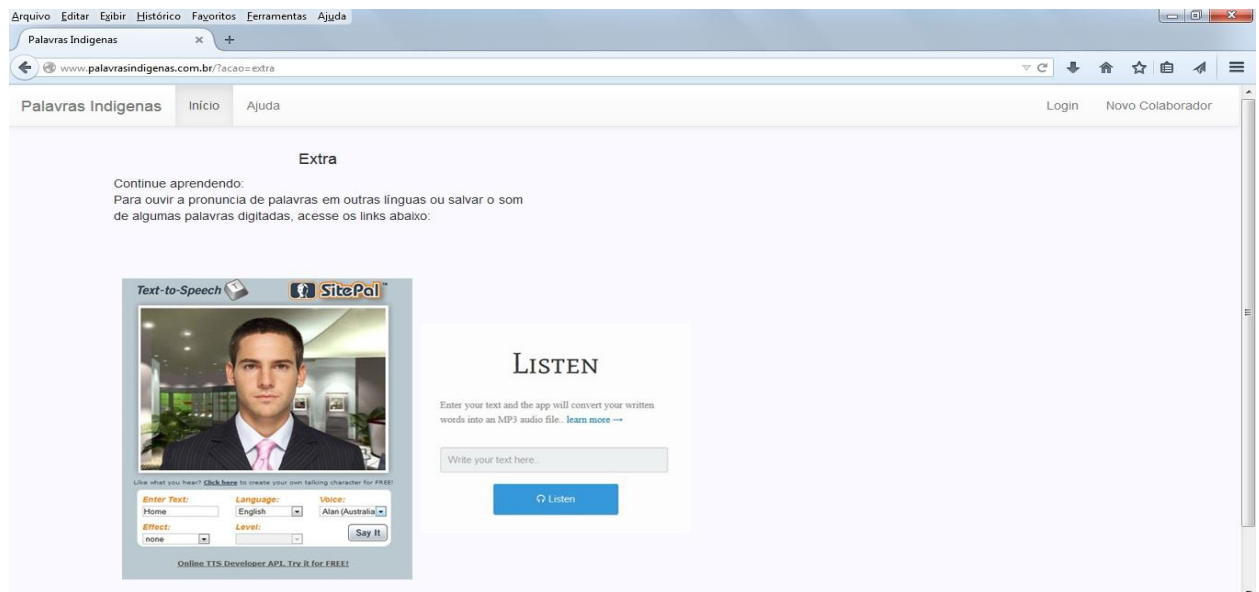 Arquivo Editar Exibir Histórico Favoritos Ferramentas Ajuda
Palavras Indigenas
www.palavrasindigenas.com.br/?acao=extra
Palavras Indigenas Início Ajuda Login Novo Colaborador
Extra
Continue aprendendo:
Para ouvir a pronuncia de palavras em outras línguas ou salvar o som
de algumas palavras digitadas, acesse os links abaixo:
Text-to-Speech SitePal
Like what you hear? Click here to create your own talking character for FREE!
Enter Text: Language: Voice:
Home English Alan (Australia
Effect: Level:
none Say It
Online TTS Developer API. Try it for FREE!
LISTEN
Enter your text and the app will convert your written
words into an MP3 audio file.. learn more →
Write your text here..
Listen